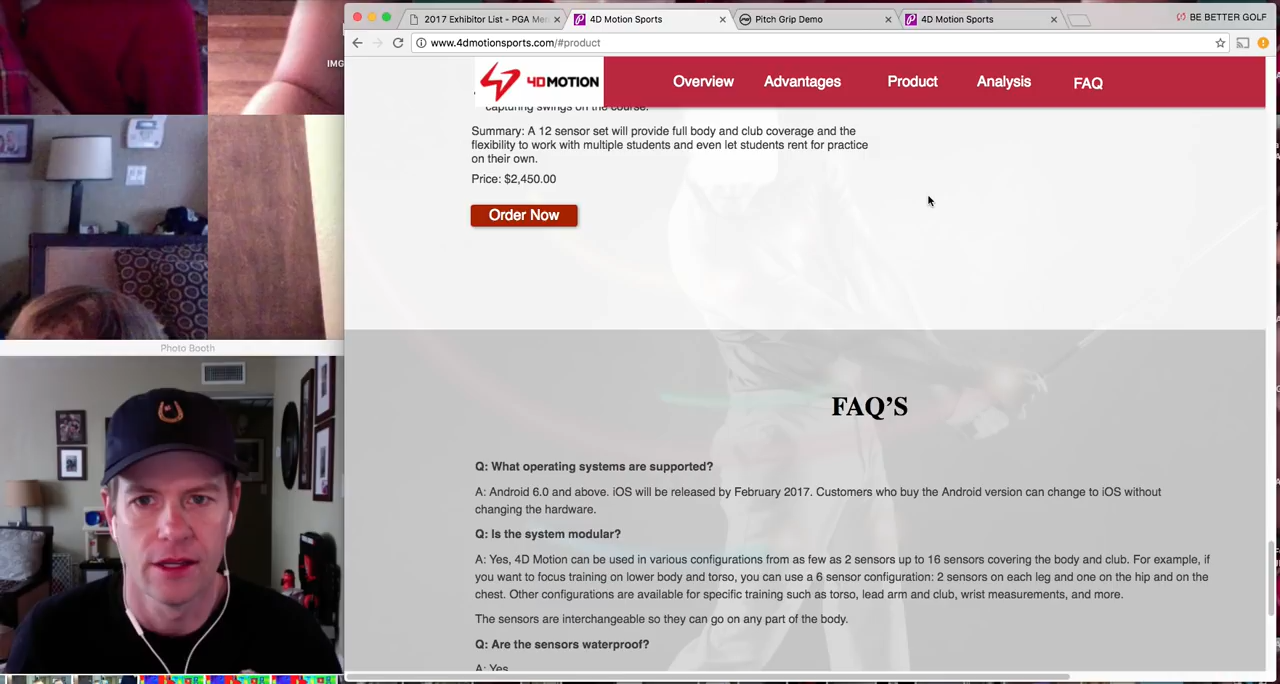 IMG
Photo Booth
2017 Exhibitor List - PGA Me
4D Motion Sports
Pitch Grip Demo
4D Motion Sports
BE BETTER GOLF
www.4dmotionsports.com/#product
4DMOTION
Overview
Advantages
Product
Analysis
FAQ
capturing swings on the course.
Summary: A 12 sensor set will provide full body and club coverage and the
flexibility to work with multiple students and even let students rent for practice
on their own.
Price: $2,450.00
Order Now
FAQ'S
Q: What operating systems are supported?
A: Android 6.0 and above. iOS will be released by February 2017. Customers who buy the Android version can change to iOS without
changing the hardware.
Q: Is the system modular?
A: Yes, 4D Motion can be used in various configurations from as few as 2 sensors up to 16 sensors covering the body and club. For example, if
you want to focus training on lower body and torso, you can use a 6 sensor configuration: 2 sensors on each leg and one on the hip and on the
chest. Other configurations are available for specific training such as torso, lead arm and club, wrist measurements, and more.
The sensors are interchangeable so they can go on any part of the body.
Q: Are the sensors waterproof?
A: Yes